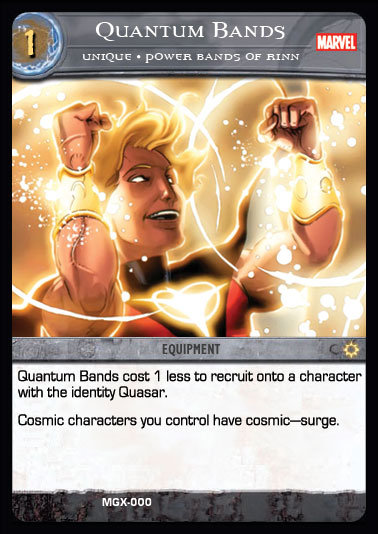 1
Quantum Bands
Unique • Power Bands of Rinn
MARVEL
EQUIPMENT
C
Quantum Bands cost 1 less to recruit onto a character
with the identity Quasar.
Cosmic characters you control have cosmic—surge.
MGX-000